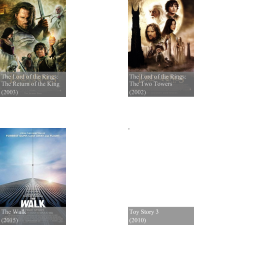 The Lord of the Rings:
The Return of the King
(2003)
The Lord of the Rings:
The Two Towers
(2002)
WALK
The Walk
(2015)
Toy Story 3
(2010)